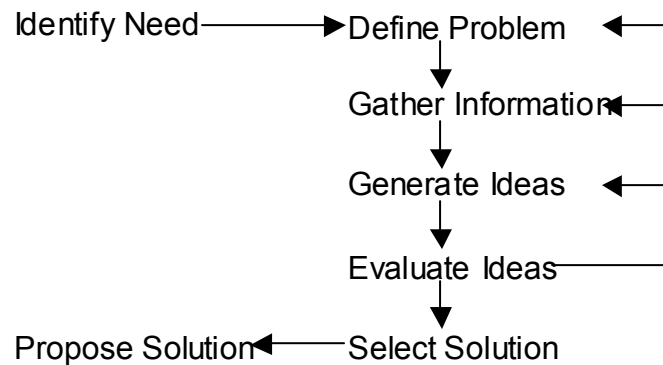 Identify Need Define Problem
Gather Information
Generate Ideas
Evaluate Ideas
Propose Solution Select Solution